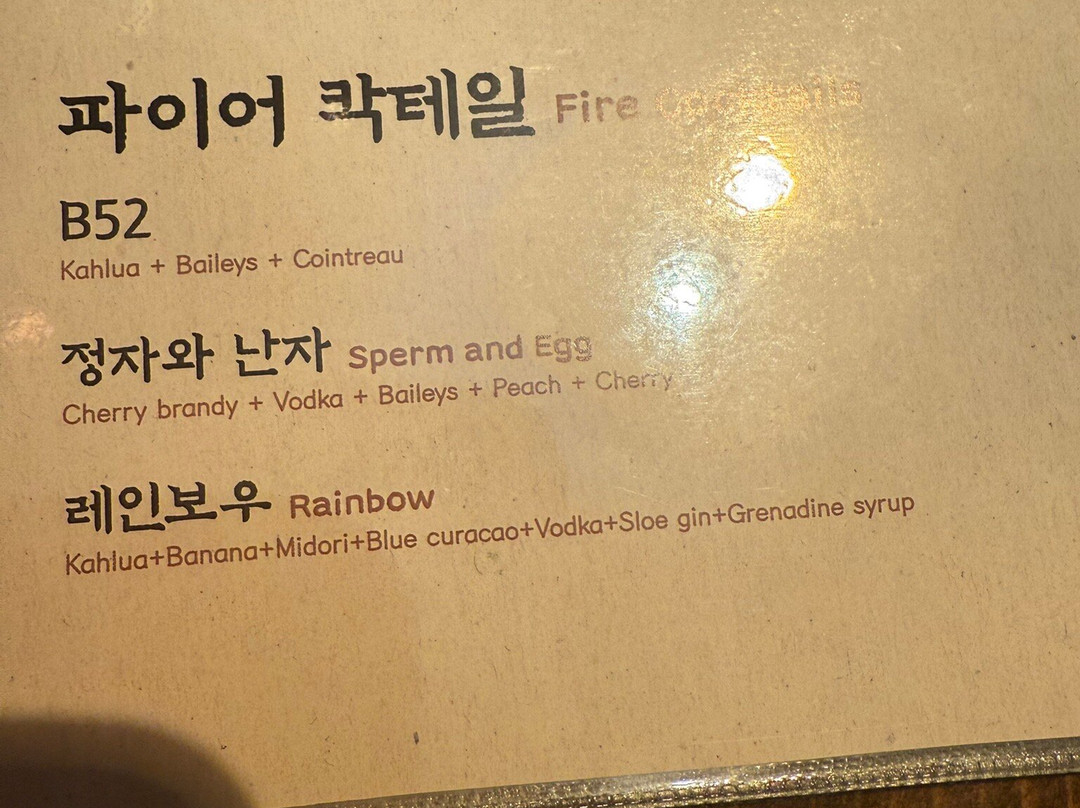 파이어 칵테일 Fire Cocktails
B52
Kahlua + Baileys + Cointreau
정자와 난자 Sperm and Egg
Cherry brandy + Vodka + Baileys + Peach + Cherry
레인보우 Rainbow
Kahlua+Banana+Midori+Blue curacao+Vodka+Sloe gin+Grenadine syrup